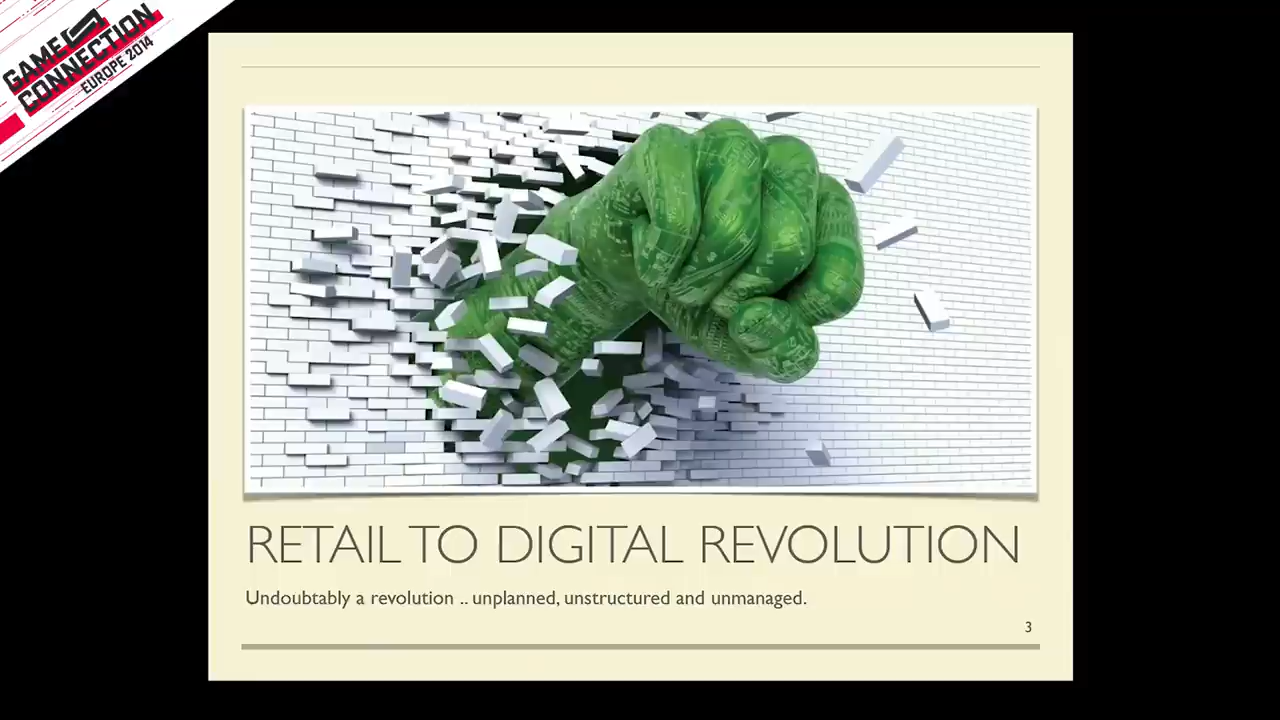 GAME
CONNECTION
EUROPE 2014
RETAIL TO DIGITAL REVOLUTION
Undoubtably a revolution .. unplanned, unstructured and unmanaged.
3